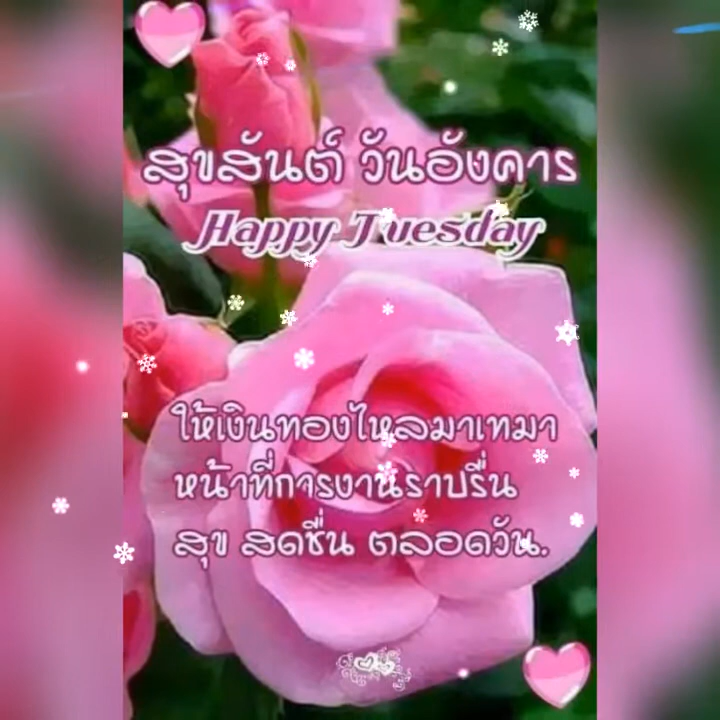 สุขสันต์ วันอังคาร
Happy Tuesday
ให้เงินทองไหลมาเทมา
หน้าที่การงานราบรื่น
สุข สดชื่น ตลอดวัน.